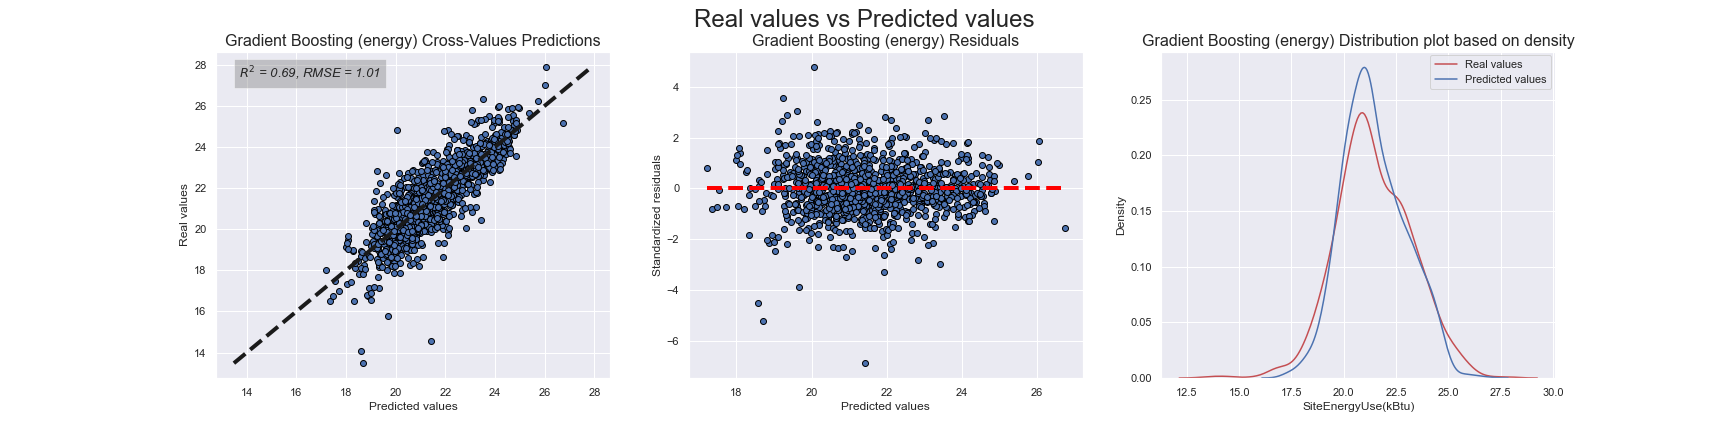 Real values vs Predicted values
Gradient Boosting (energy) Cross-Values Predictions
R² = 0.69, RMSE = 1.01
28
26
24
22
20
18
16
14
Real values
14 16 18 20 22 24 26 28
Predicted values
Gradient Boosting (energy) Residuals
4
2
0
−2
−4
−6
Standardized residuals
18 20 22 24 26
Predicted values
Gradient Boosting (energy) Distribution plot based on density
Real values
Predicted values
0.25
0.20
0.15
0.10
0.05
0.00
Density
12.5 15.0 17.5 20.0 22.5 25.0 27.5 30.0
SiteEnergyUse(kBtu)